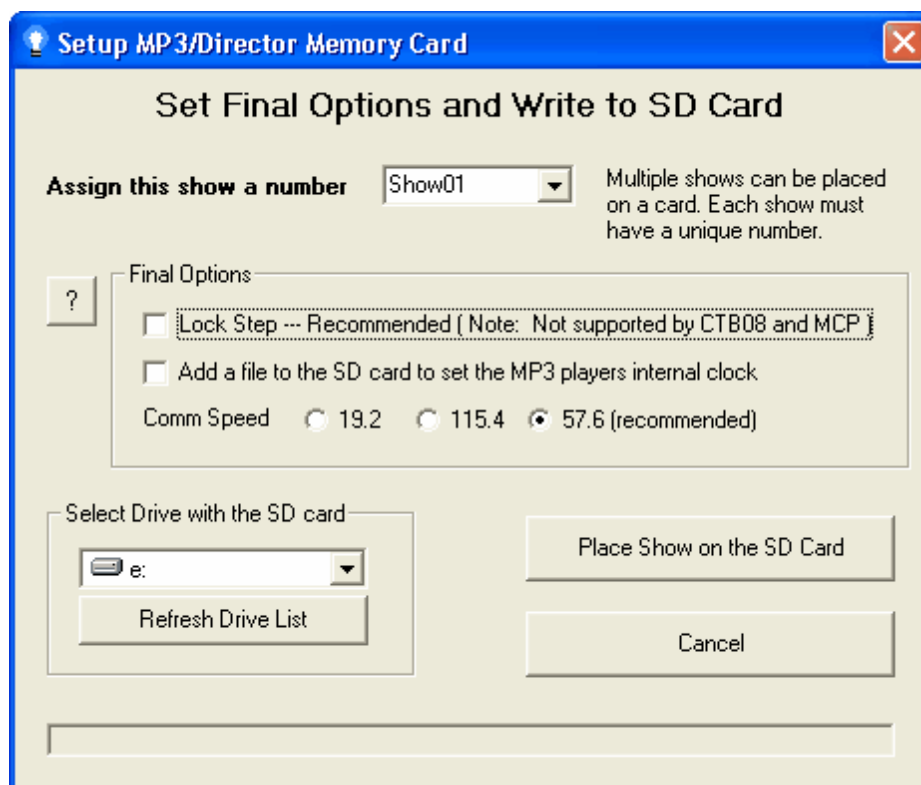 Setup MP3/Director Memory Card
Set Final Options and Write to SD Card
Assign this show a number
Show01
Multiple shows can be placed
on a card. Each show must
have a unique number.
?
Final Options
Lock Step --- Recommended ( Note:  Not supported by CTB08 and MCP )
Add a file to the SD card to set the MP3 players internal clock
Comm Speed 19.2 115.4 57.6 (recommended)
Select Drive with the SD card
e:
Refresh Drive List
Place Show on the SD Card
Cancel